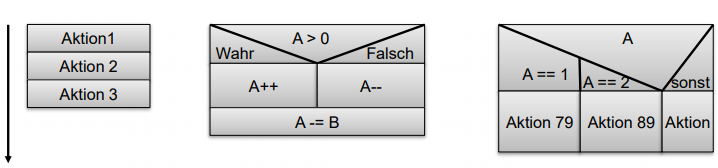 Aktion1
Aktion 2
Aktion 3
A > 0
Wahr
Falsch
A++
A--
A -= B
A
A == 1
A == 2
sonst
Aktion 79
Aktion 89
Aktion